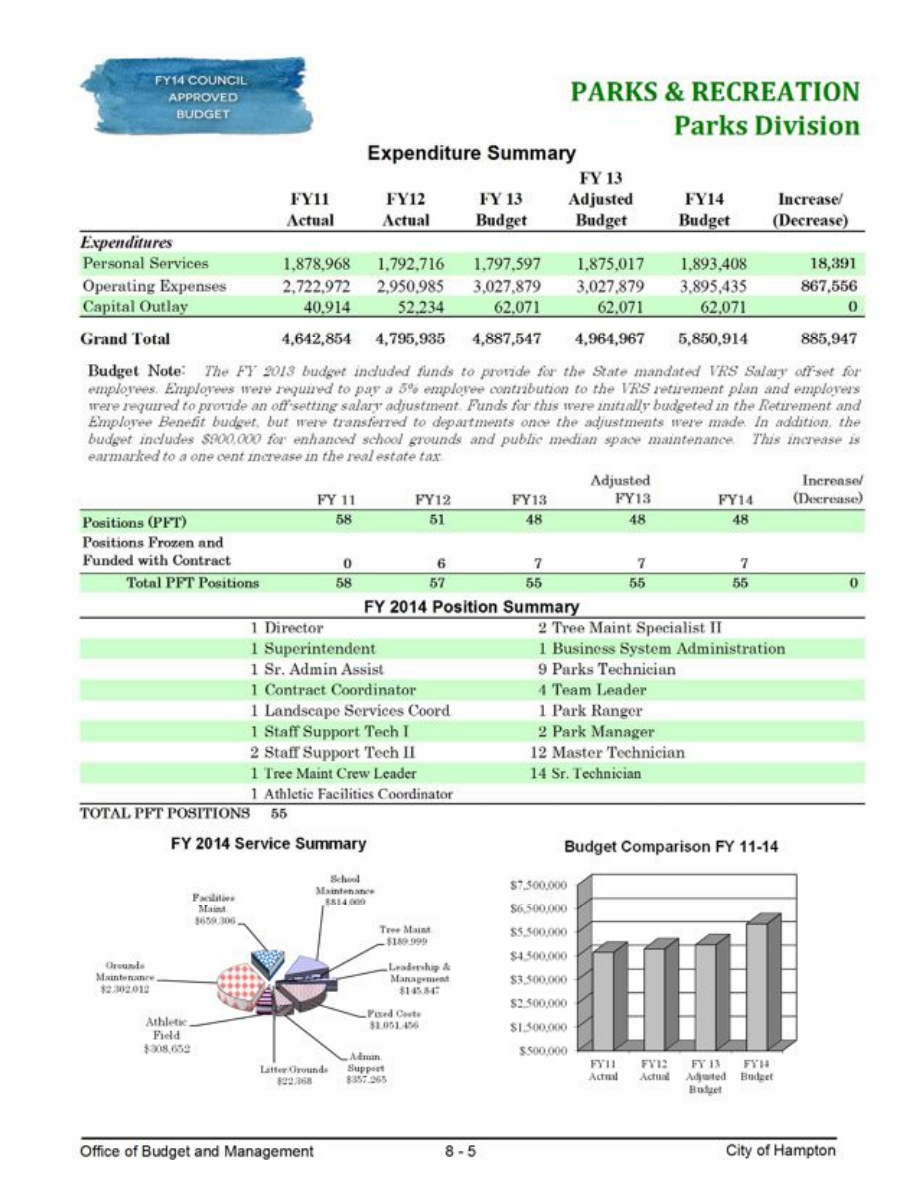 FY14 COUNCIL
APPROVED
BUDGET
PARKS & RECREATION
Parks Division
Expenditure Summary
FY11 Actual FY12 Actual FY 13 Budget FY 13 Adjusted Budget FY14 Budget Increase/ (Decrease)
Expenditures
Personal Services 1,878,968 1,792,716 1,797,597 1,875,017 1,893,408 18,391
Operating Expenses 2,722,972 2,950,985 3,027,879 3,027,879 3,895,435 867,556
Capital Outlay 40,914 52,234 62,071 62,071 62,071 0
Grand Total 4,642,854 4,795,935 4,887,547 4,964,967 5,850,914 885,947
Budget Note: The FY 2013 budget included funds to provide for the State mandated VRS Salary off-set for
employees. Employees were required to pay a 5% employee contribution to the VRS retirement plan and employers
were required to provide an off-setting salary adjustment. Funds for this were initially budgeted in the Retirement and
Employee Benefit budget, but were transferred to departments once the adjustments were made. In addition, the
budget includes $900,000 for enhanced school grounds and public median space maintenance. This increase is
earmarked to a one cent increase in the real estate tax.
FY 11 FY12 FY13 Adjusted FY13 FY14 Increase/ (Decrease)
Positions (PFT) 58 51 48 48 48
Positions Frozen and
Funded with Contract 0 6 7 7 7
Total PFT Positions 58 57 55 55 55 0
FY 2014 Position Summary
1 Director 2 Tree Maint Specialist II
1 Superintendent 1 Business System Administration
1 Sr. Admin Assist 9 Parks Technician
1 Contract Coordinator 4 Team Leader
1 Landscape Services Coord 1 Park Ranger
1 Staff Support Tech I 2 Park Manager
2 Staff Support Tech II 12 Master Technician
1 Tree Maint Crew Leader 14 Sr. Technician
1 Athletic Facilities Coordinator
TOTAL PFT POSITIONS 55
FY 2014 Service Summary
School
Maintenance
$814,009
Facilities
Maint.
$659,306
Tree Maint
$189,999
Grounds
Maintenance
$2,302,012
Leadership &
Management
$145,847
Fixed Costs
$1,051,456
Athletic
Field
$308,652
Admin
Support
$357,265
Litter/Grounds
$22,368
Budget Comparison FY 11-14
$7,500,000
$6,500,000
$5,500,000
$4,500,000
$3,500,000
$2,500,000
$1,500,000
$500,000
FY11 Actual FY12 Actual FY 13 Adjusted Budget FY14 Budget
Office of Budget and Management 8 - 5 City of Hampton